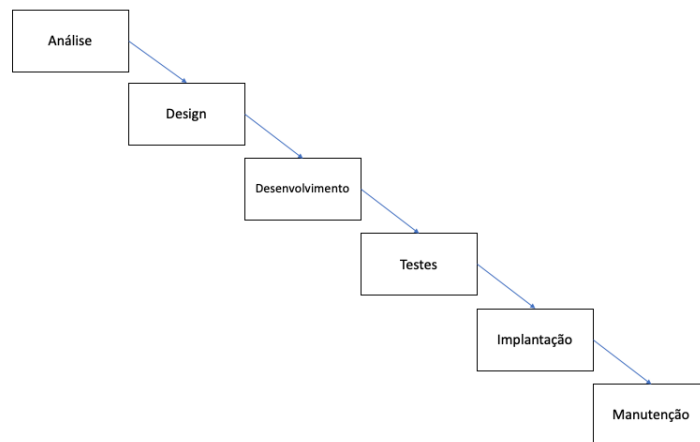 Análise
Design
Desenvolvimento
Testes
Implantação
Manutenção